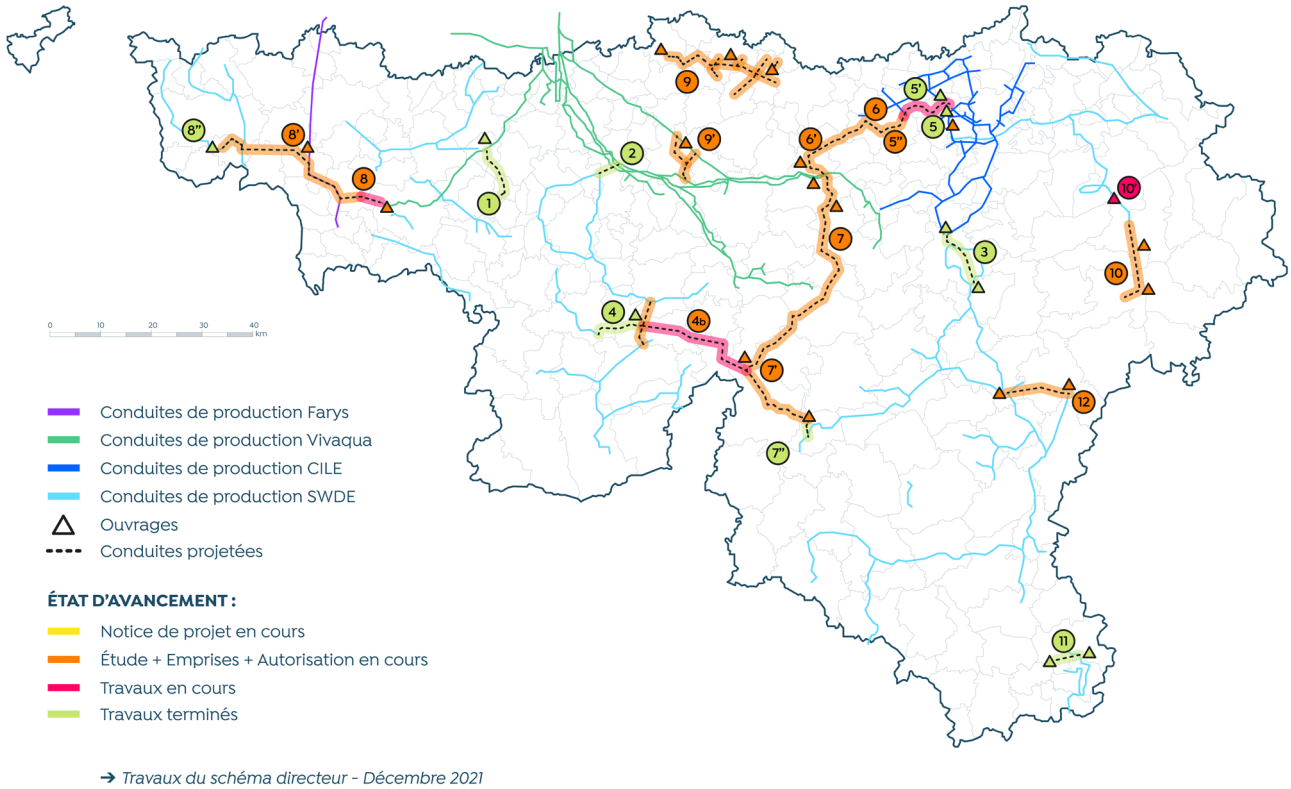 9
5'
6
8"
8'
6'
9'
5
5"
2
8
10'
1
7
3
10
4
4b
7'
12
7"
11
0 10 20 30 40
km
Conduites de production Farys
Conduites de production Vivaqua
Conduites de production CILE
Conduites de production SWDE
Ouvrages
Conduites projetées
ÉTAT D'AVANCEMENT :
Notice de projet en cours
Étude + Emprises + Autorisation en cours
Travaux en cours
Travaux terminés
➔ Travaux du schéma directeur - Décembre 2021